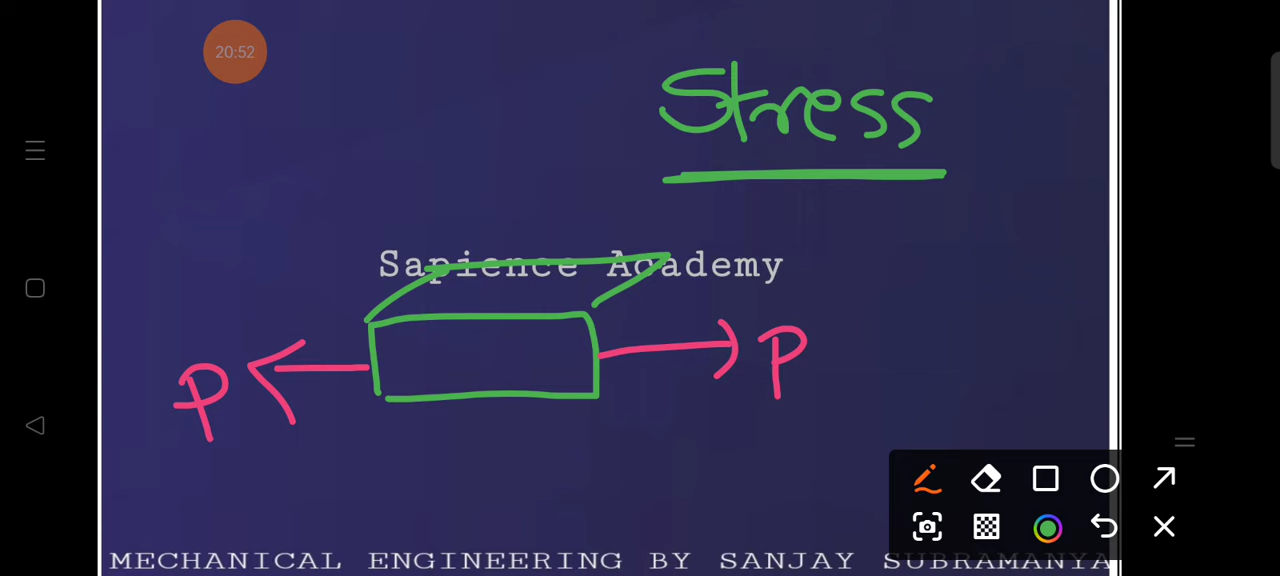 20:52
Stress
Sapience Academy
P
P
MECHANICAL ENGINEERING BY SANJAY SUBRAMANYA